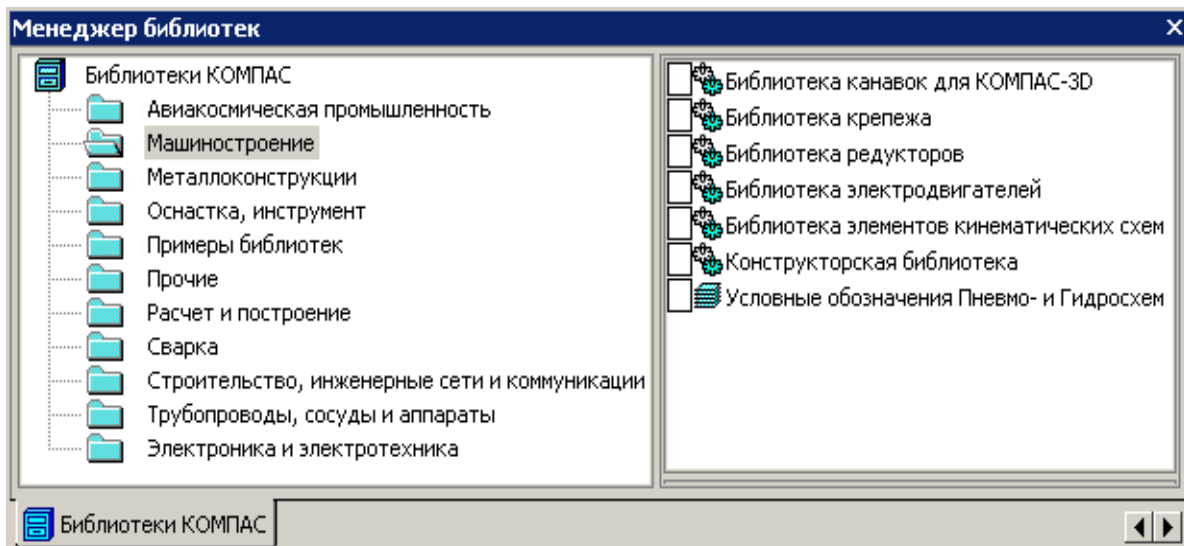 Менеджер библиотек
Библиотеки КОМПАС
Авиакосмическая промышленность
Машиностроение
Металлоконструкции
Оснастка, инструмент
Примеры библиотек
Прочие
Расчет и построение
Сварка
Строительство, инженерные сети и коммуникации
Трубопроводы, сосуды и аппараты
Электроника и электротехника
Библиотека канавок для КОМПАС-3D
Библиотека крепежа
Библиотека редукторов
Библиотека электродвигателей
Библиотека элементов кинематических схем
Конструкторская библиотека
Условные обозначения Пневмо- и Гидросхем
Библиотеки КОМПАС